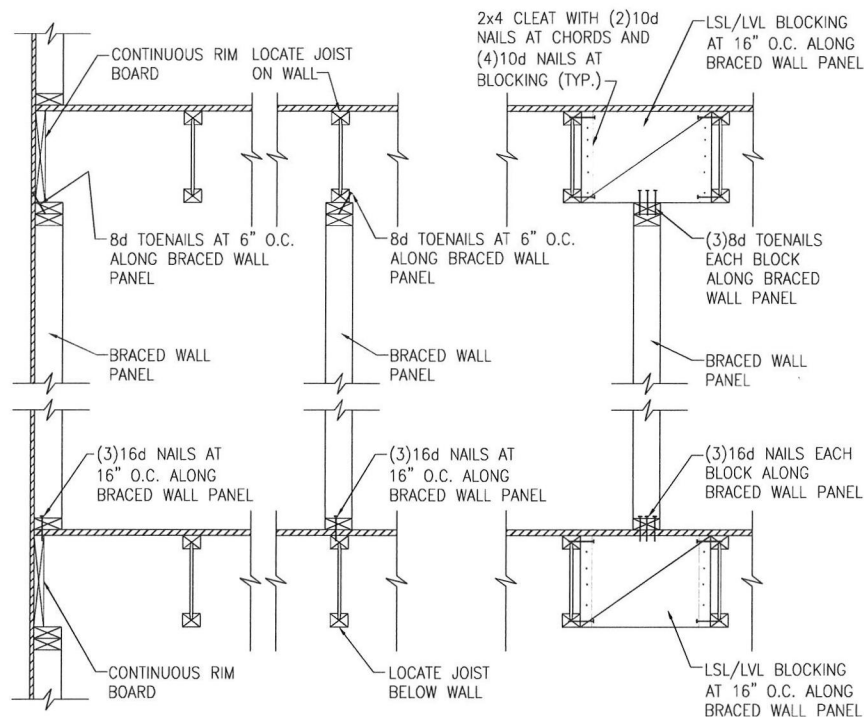 CONTINUOUS RIM
BOARD
LOCATE JOIST
ON WALL
2x4 CLEAT WITH (2)10d
NAILS AT CHORDS AND
(4)10d NAILS AT
BLOCKING (TYP.)
LSL/LVL BLOCKING
AT 16" O.C. ALONG
BRACED WALL PANEL
8d TOENAILS AT 6" O.C.
ALONG BRACED WALL
PANEL
8d TOENAILS AT 6" O.C.
ALONG BRACED WALL
PANEL
(3)8d TOENAILS
EACH BLOCK
ALONG BRACED
WALL PANEL
BRACED WALL
PANEL
BRACED WALL
PANEL
BRACED WALL
PANEL
(3)16d NAILS AT
16" O.C. ALONG
BRACED WALL PANEL
(3)16d NAILS AT
16" O.C. ALONG
BRACED WALL PANEL
(3)16d NAILS EACH
BLOCK ALONG
BRACED WALL PANEL
CONTINUOUS RIM
BOARD
LOCATE JOIST
BELOW WALL
LSL/LVL BLOCKING
AT 16" O.C. ALONG
BRACED WALL PANEL